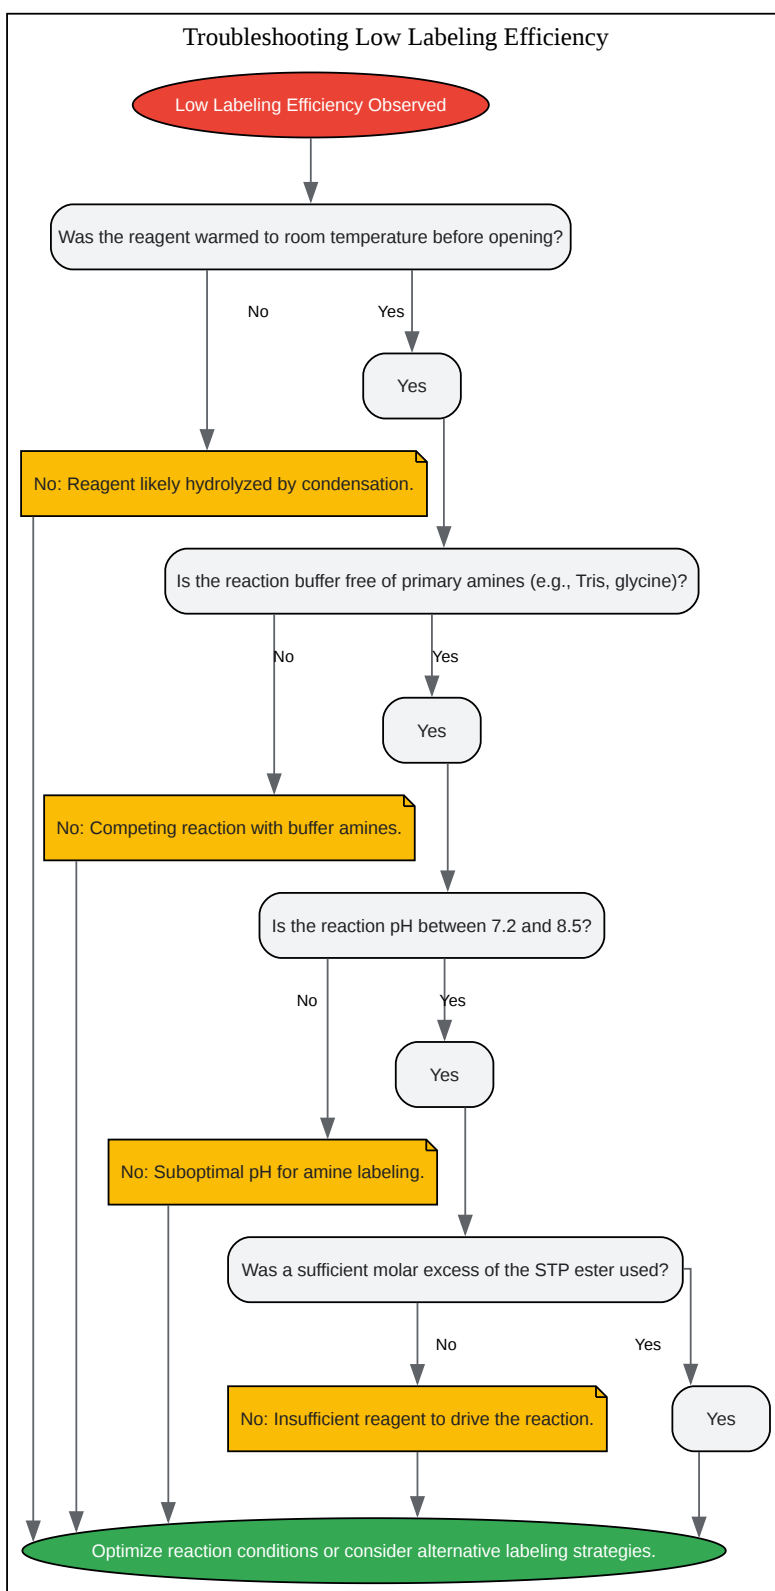 Troubleshooting Low Labeling Efficiency
Low Labeling Efficiency Observed
Was the reagent warmed to room temperature before opening?
No
Yes
Yes
No: Reagent likely hydrolyzed by condensation.
Is the reaction buffer free of primary amines (e.g., Tris, glycine)?
No
Yes
Yes
No: Competing reaction with buffer amines.
Is the reaction pH between 7.2 and 8.5?
No
Yes
Yes
No: Suboptimal pH for amine labeling.
Was a sufficient molar excess of the STP ester used?
No
Yes
No: Insufficient reagent to drive the reaction.
Yes
Optimize reaction conditions or consider alternative labeling strategies.